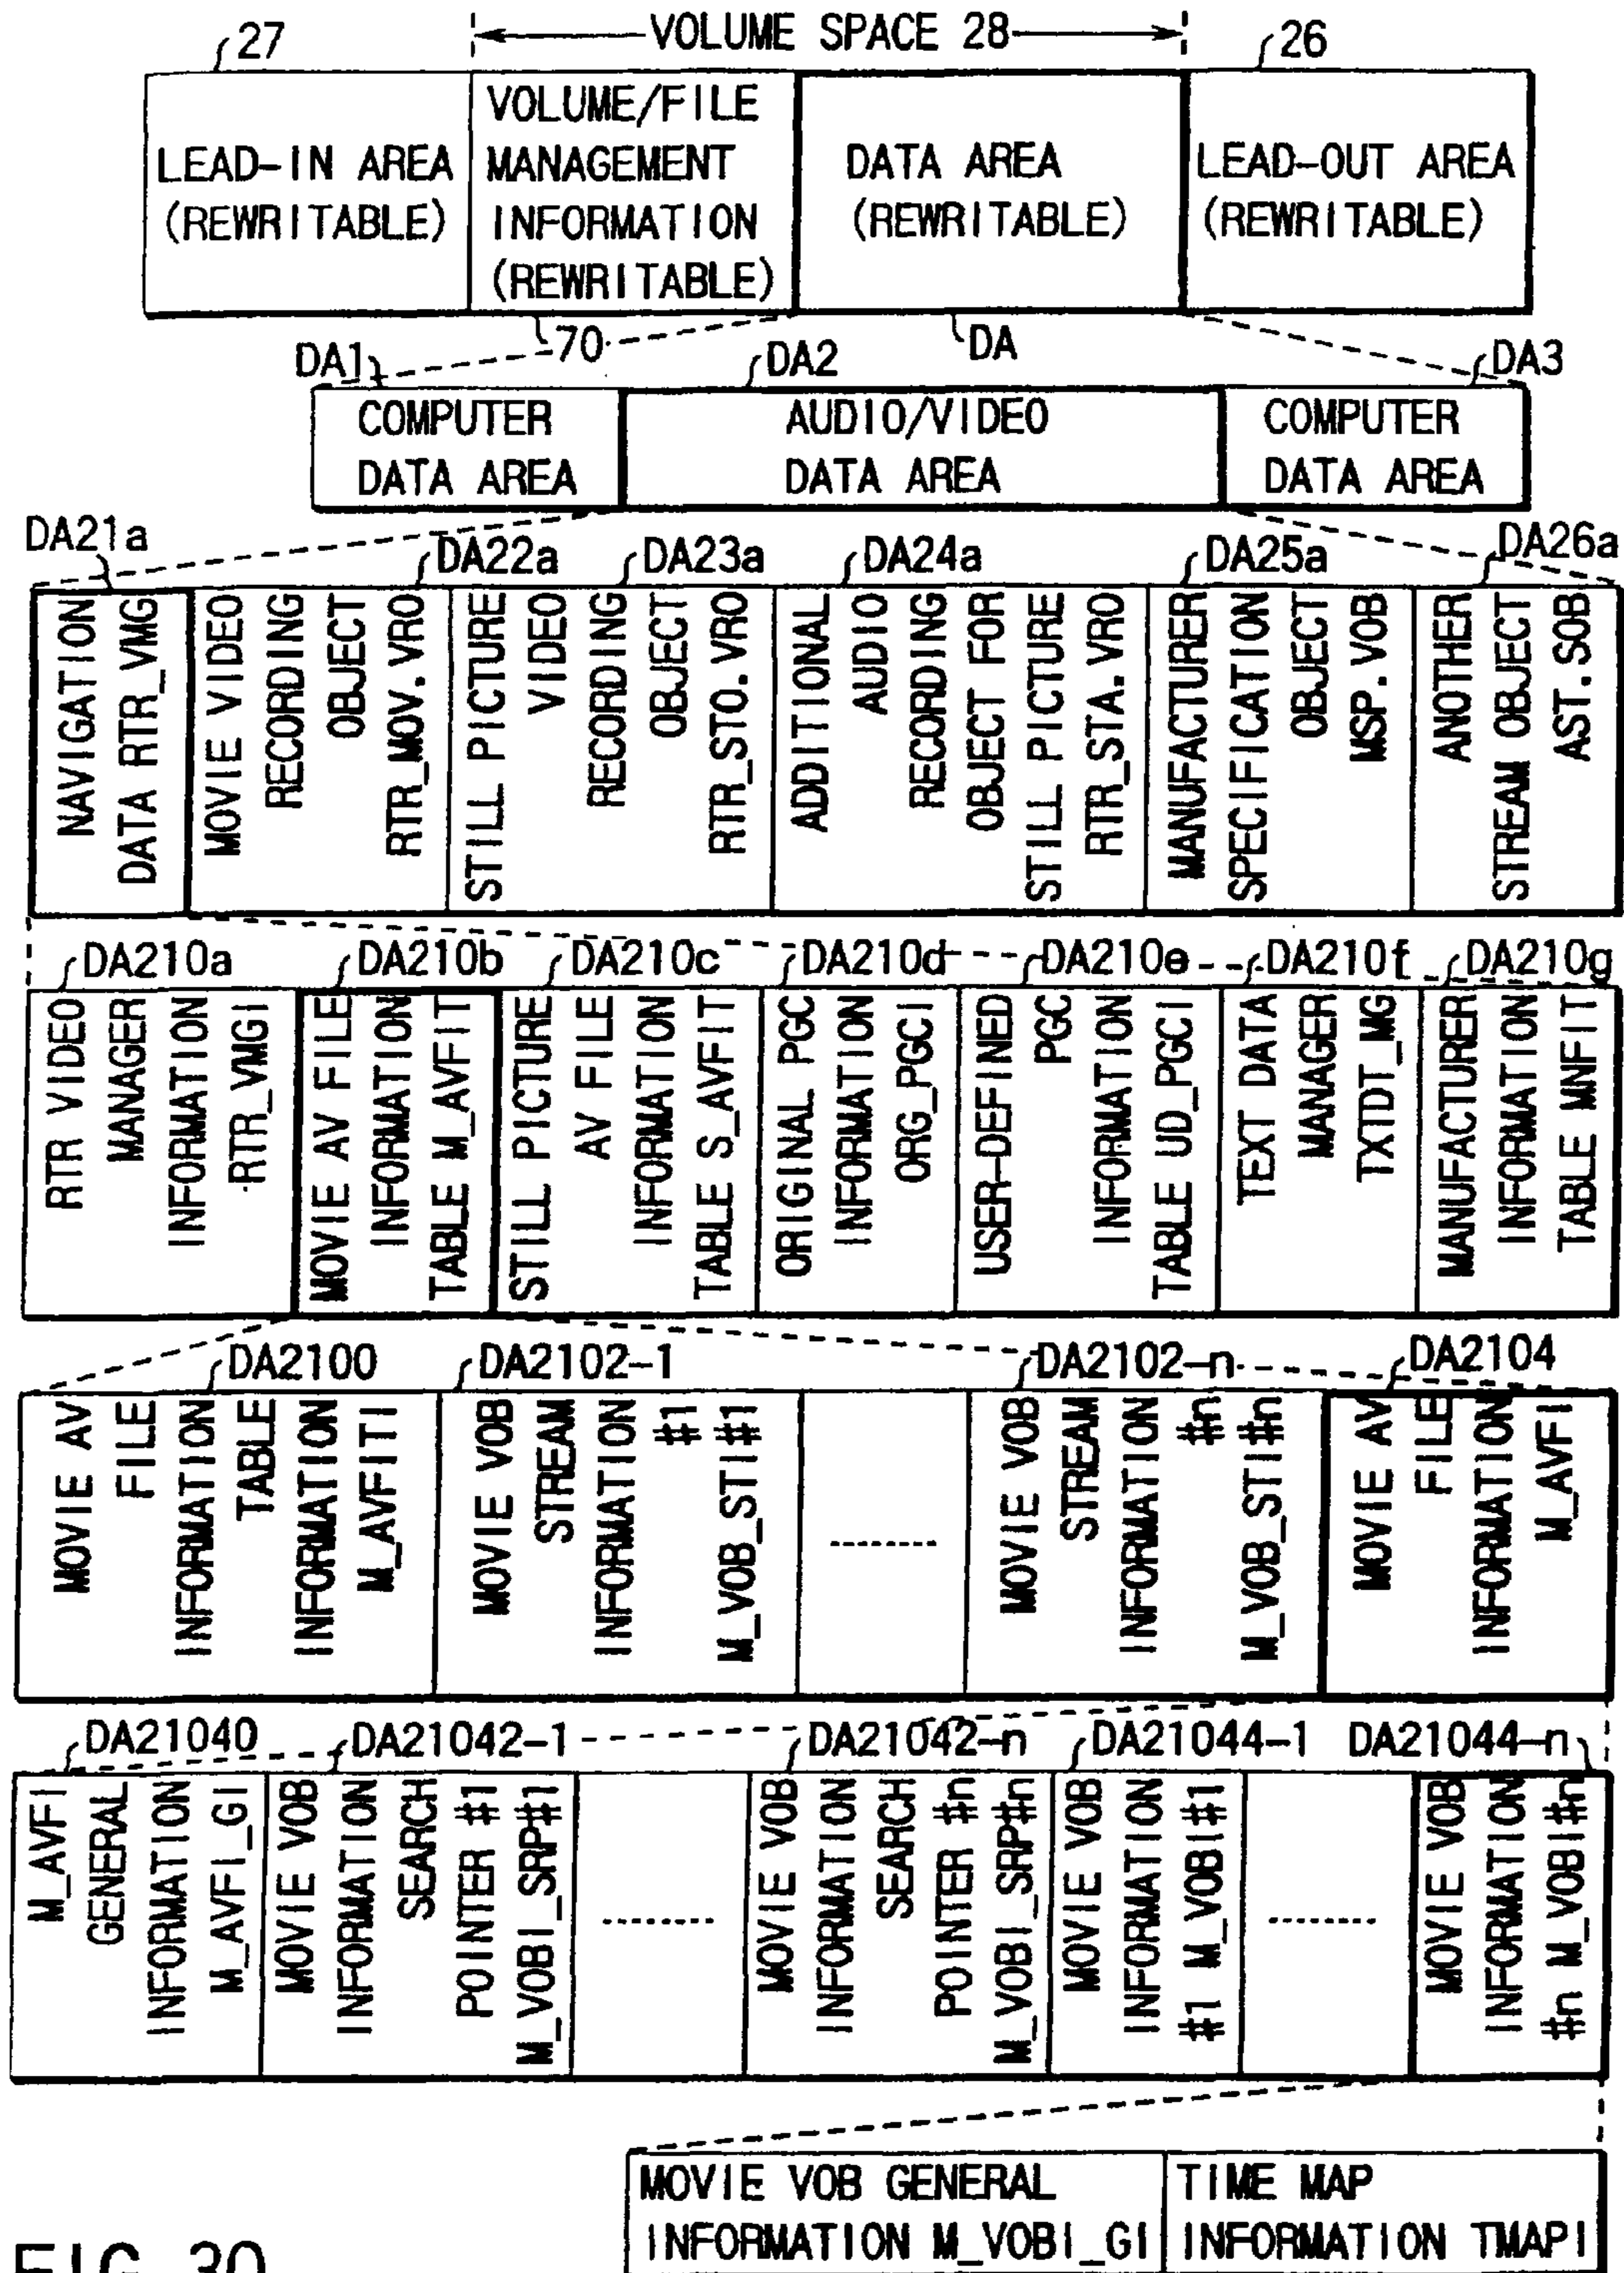 27
VOLUME SPACE 28
26
LEAD-IN AREA
(REWRITABLE)
VOLUME/FILE
MANAGEMENT
INFORMATION
(REWRITABLE)
DATA AREA
(REWRITABLE)
LEAD-OUT AREA
(REWRITABLE)
70
DA
DA1
DA2
DA3
COMPUTER
DATA AREA
AUDIO/VIDEO
DATA AREA
COMPUTER
DATA AREA
DA21a
DA22a
DA23a
DA24a
DA25a
DA26a
NAVIGATION
DATA RTR_VMG
MOVIE VIDEO
RECORDING
OBJECT
RTR_MOV.VRO
STILL PICTURE
VIDEO
RECORDING
OBJECT
RTR_STO.VRO
ADDITIONAL
AUDIO
RECORDING
OBJECT FOR
STILL PICTURE
RTR_STA.VRO
MANUFACTURER
SPECIFICATION
OBJECT
MSP.VOB
ANOTHER
STREAM OBJECT
AST.SOB
DA210a
DA210b
DA210c
DA210d
DA210e
DA210f
DA210g
RTR VIDEO
MANAGER
INFORMATION
RTR_VMGI
MOVIE AV FILE
INFORMATION
TABLE M_AVFIT
STILL PICTURE
AV FILE
INFORMATION
TABLE S_AVFIT
ORIGINAL PGC
INFORMATION
ORG_PGCI
USER-DEFINED
PGC
INFORMATION
TABLE UD_PGCI
TEXT DATA
MANAGER
TXTDT_MG
MANUFACTURER
INFORMATION
TABLE MNFIT
DA2100
DA2102-1
DA2102-n
DA2104
MOVIE AV
FILE
INFORMATION
TABLE
INFORMATION
M_AVFITI
MOVIE VOB
STREAM
INFORMATION
#1
M_VOB_STI#1
MOVIE VOB
STREAM
INFORMATION
#n
M_VOB_STI#n
MOVIE AV
FILE
INFORMATION
M_AVFI
DA21040
DA21042-1
DA21042-n
DA21044-1
DA21044-n
M_AVFI
GENERAL
INFORMATION
M_AVFI_GI
MOVIE VOB
INFORMATION
SEARCH
POINTER #1
M_VOBI_SRP#1
MOVIE VOB
INFORMATION
SEARCH
POINTER #n
M_VOBI_SRP#n
MOVIE VOB
INFORMATION
#1 M_VOBI#1
MOVIE VOB
INFORMATION
#n M_VOBI#n
MOVIE VOB GENERAL
INFORMATION M_VOBI_GI
TIME MAP
INFORMATION TMAPI
FIG. 30